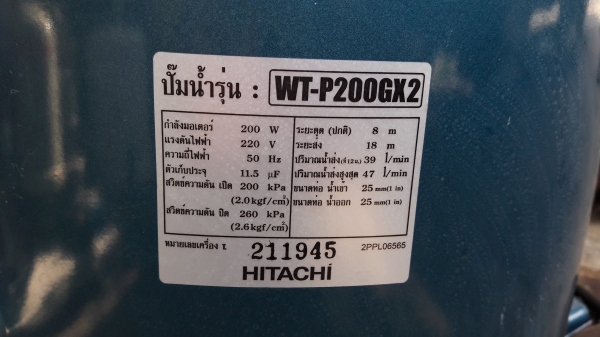 ปั๊มน้ำรุ่น : WT-P200GX2
กำลังมอเตอร์ 200 W
แรงดันไฟฟ้า 220 V
ความถี่ไฟฟ้า 50 Hz
ตัวเก็บประจุ 11.5 µF
สวิตช์ความดัน เปิด 200 kPa
(2.0kgf/cm²)
สวิตช์ความดัน ปิด 260 kPa
(2.6kgf/cm²)
ระยะดูด (ปกติ) 8 m
ระยะส่ง 18 m
ปริมาณน้ำส่ง(ที่12ม.) 39 l/min
ปริมาณน้ำส่งสูงสุด 47 l/min
ขนาดท่อ น้ำเข้า 25 mm(1 in)
ขนาดท่อ น้ำออก 25 mm(1 in)
หมายเลขเครื่อง T. 211945 2PPL06565
HITACHI